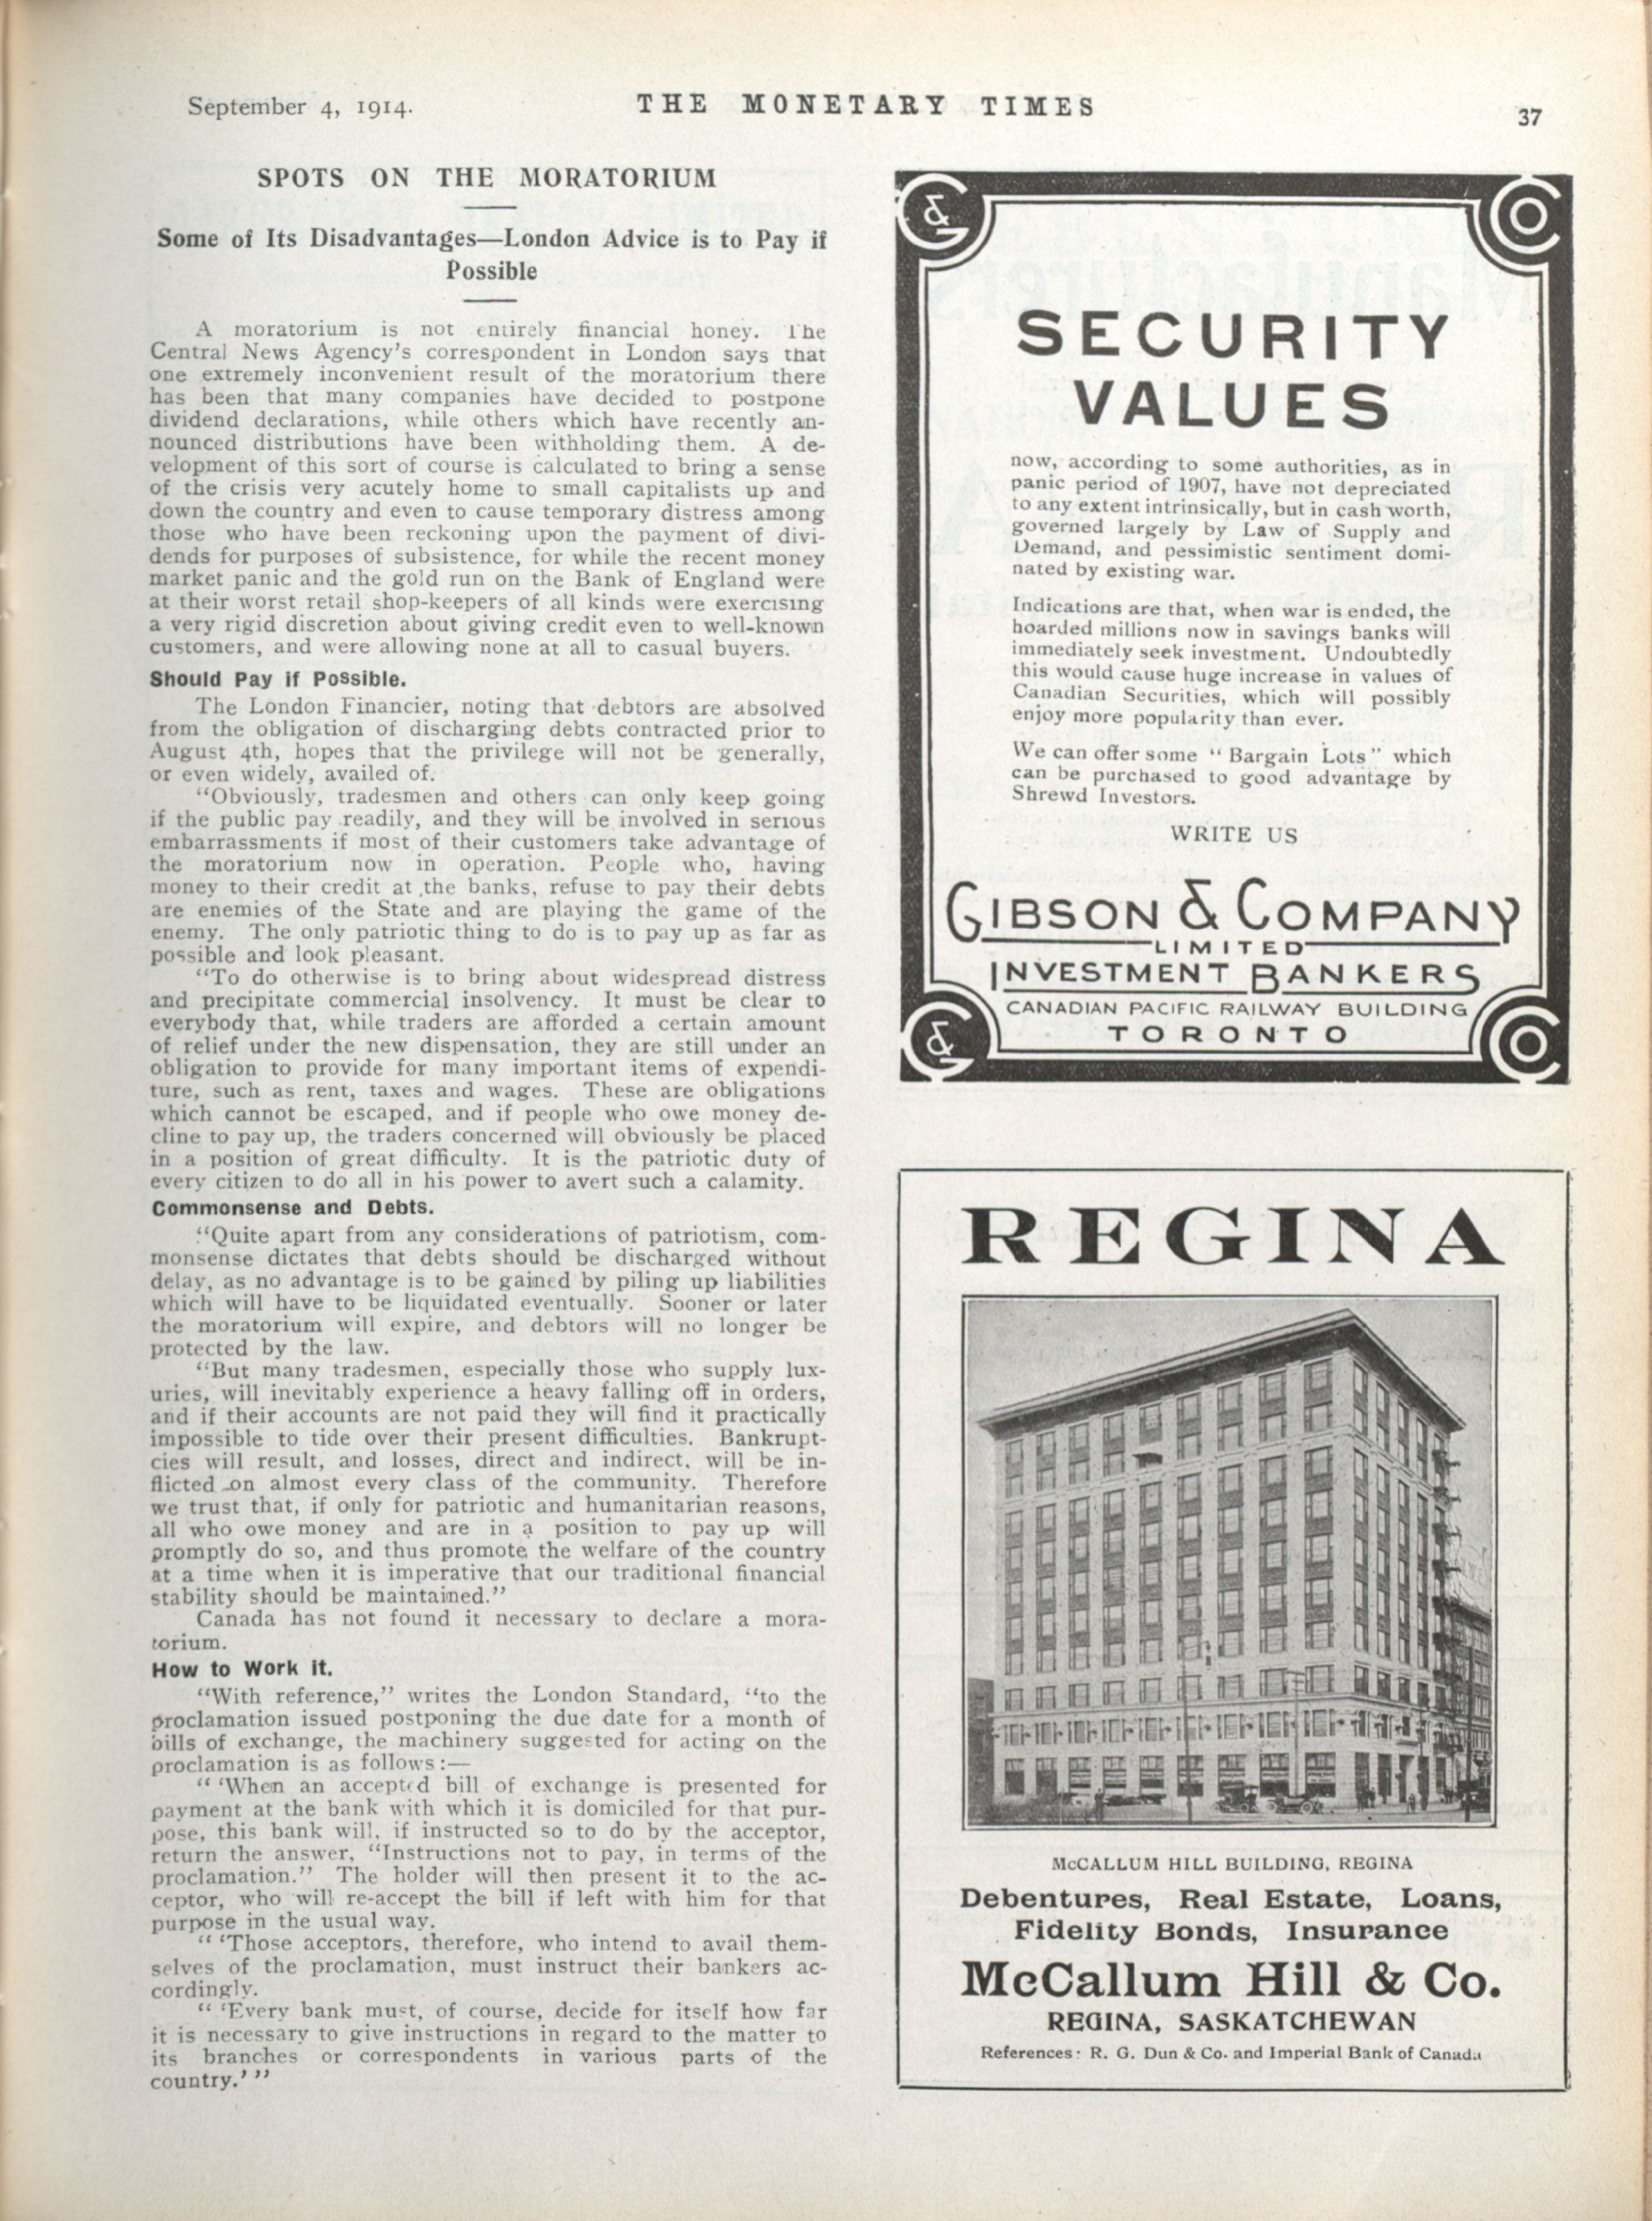 September 4, 1914.
THE MONETARY TIMES
37
SPOTS ON THE MORATORIUM
Some of Its Disadvantages—London Advice is to Pay if
Possible
A moratorium is not entirely financial honey. The
Central News Agency's correspondent in London says that
one extremely inconvenient result of the moratorium there
has been that many companies have decided to postpone
dividend declarations, while others which have recently an-
nounced distributions have been withholding them. A de-
velopment of this sort of course is calculated to bring a sense
of the crisis very acutely home to small capitalists up and
down the country and even to cause temporary distress among
those who have been reckoning upon the payment of divi-
dends for purposes of subsistence, for while the recent money
market panic and the gold run on the Bank of England were
at their worst retail shop-keepers of all kinds were exercising
a very rigid discretion about giving credit even to well-known
customers, and were allowing none at all to casual buyers.
Should Pay if Possible.
The London Financier, noting that debtors are absolved
from the obligation of discharging debts contracted prior to
August 4th, hopes that the privilege will not be generally,
or even widely, availed of.
"Obviously, tradesmen and others can only keep going
if the public pay readily, and they will be involved in serious
embarrassments if most of their customers take advantage of
the moratorium now in operation. People who, having
money to their credit at the banks, refuse to pay their debts
are enemies of the State and are playing the game of the
enemy. The only patriotic thing to do is to pay up as far as
possible and look pleasant.
"To do otherwise is to bring about widespread distress
and precipitate commercial insolvency. It must be clear to
everybody that, while traders are afforded a certain amount
of relief under the new dispensation, they are still under an
obligation to provide for many important items of expendi-
ture, such as rent, taxes and wages. These are obligations
which cannot be escaped, and if people who owe money de-
cline to pay up, the traders concerned will obviously be placed
in a position of great difficulty. It is the patriotic duty of
every citizen to do all in his power to avert such a calamity.
Commonsense and Debts.
"Quite apart from any considerations of patriotism, com-
monsense dictates that debts should be discharged without
delay, as no advantage is to be gained by piling up liabilities
which will have to be liquidated eventually. Sooner or later
the moratorium will expire, and debtors will no longer be
protected by the law.
"But many tradesmen, especially those who supply lux-
uries, will inevitably experience a heavy falling off in orders,
and if their accounts are not paid they will find it practically
impossible to tide over their present difficulties. Bankrupt-
cies will result, and losses, direct and indirect, will be in-
flicted on almost every class of the community. Therefore
we trust that, if only for patriotic and humanitarian reasons,
all who owe money and are in a position to pay up will
promptly do so, and thus promote the welfare of the country
at a time when it is imperative that our traditional financial
stability should be maintained."
Canada has not found it necessary to declare a mora-
torium.
How to Work it.
"With reference," writes the London Standard, "to the
proclamation issued postponing the due date for a month of
bills of exchange, the machinery suggested for acting on the
proclamation is as follows:—
"'When an accepted bill of exchange is presented for
payment at the bank with which it is domiciled for that pur-
pose, this bank will, if instructed so to do by the acceptor,
return the answer, "Instructions not to pay, in terms of the
proclamation." The holder will then present it to the ac-
ceptor, who will re-accept the bill if left with him for that
purpose in the usual way.
"'Those acceptors, therefore, who intend to avail them-
selves of the proclamation, must instruct their bankers ac-
cordingly.
"'Every bank must, of course, decide for itself how far
it is necessary to give instructions in regard to the matter to
its branches or correspondents in various parts of the
country.'"
G & Co
SECURITY
VALUES
now, according to some authorities, as in
panic period of 1907, have not depreciated
to any extent intrinsically, but in cash worth,
governed largely by Law of Supply and
Demand, and pessimistic sentiment domi-
nated by existing war.
Indications are that, when war is ended, the
hoarded millions now in savings banks will
immediately seek investment. Undoubtedly
this would cause huge increase in values of
Canadian Securities, which will possibly
enjoy more popularity than ever.
We can offer some "Bargain Lots" which
can be purchased to good advantage by
Shrewd Investors.
WRITE US
GIBSON & COMPANY
LIMITED
INVESTMENT BANKERS
CANADIAN PACIFIC RAILWAY BUILDING
TORONTO
G & Co
REGINA
McCALLUM HILL BUILDING, REGINA
Debentures, Real Estate, Loans,
Fidelity Bonds, Insurance
McCallum Hill & Co.
REGINA, SASKATCHEWAN
References: R. G. Dun & Co. and Imperial Bank of Canada